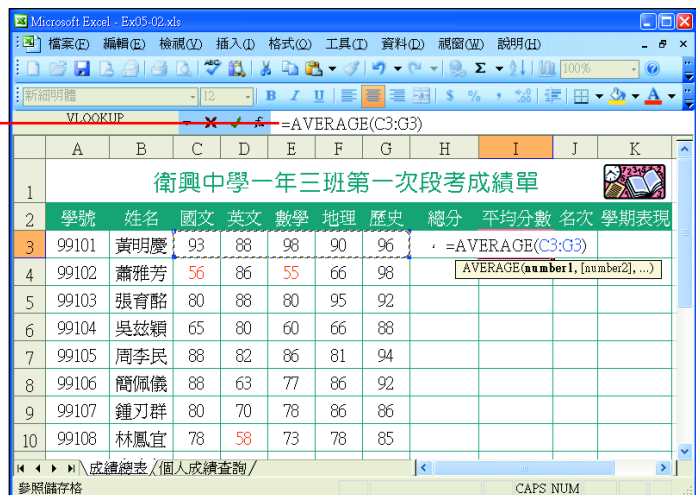 Microsoft Excel - Ex05-02.xls
檔案(F) 編輯(E) 檢視(V) 插入(I) 格式(O) 工具(T) 資料(D) 視窗(W) 說明(H)
100%
新細明體 12 B I U $ % , A
VLOOKUP =AVERAGE(C3:G3)
A B C D E F G H I J K
1 衛興中學一年三班第一次段考成績單
2 學號 姓名 國文 英文 數學 地理 歷史 總分 平均分數 名次 學期表現
3 99101 黃明慶 93 88 98 90 96 =AVERAGE(C3:G3)
AVERAGE(number1, [number2], ...)
4 99102 蕭雅芳 56 86 55 66 98
5 99103 張育酩 80 88 80 95 92
6 99104 吳玆穎 65 80 60 66 88
7 99105 周李民 88 82 86 81 94
8 99106 簡佩儀 88 63 77 86 92
9 99107 鍾刃群 80 70 78 86 86
10 99108 林鳳宜 78 58 73 78 85
成績總表 個人成績查詢
參照儲存格 CAPS NUM